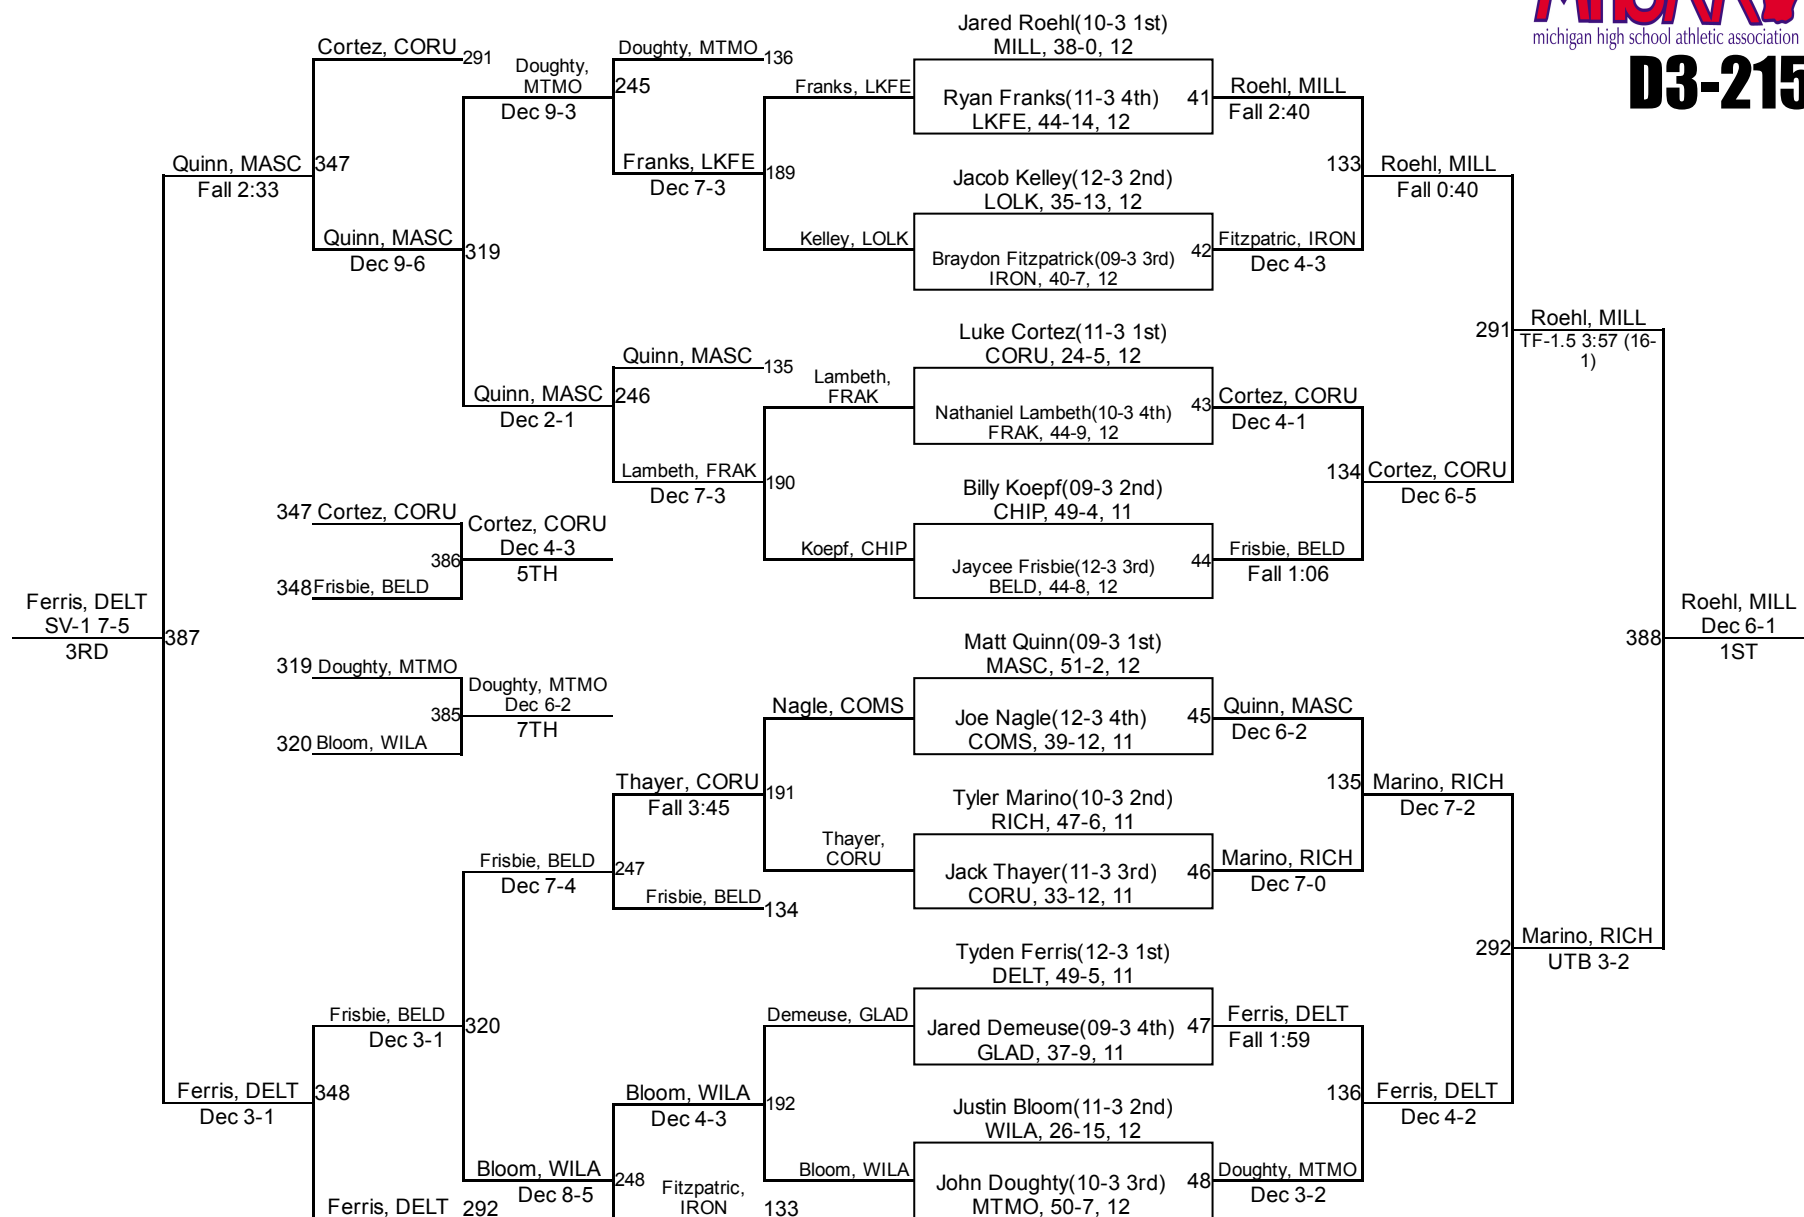 MHSAA
michigan high school athletic association
D3-215
Cortez, CORU
291
Quinn, MASC
Fall 2:33
347
Quinn, MASC
Dec 9-6
319
Doughty,
MTMO
Dec 9-3
245
Doughty, MTMO
136
Franks, LKFE
Dec 7-3
189
Franks, LKFE
Kelley, LOLK
Quinn, MASC
Dec 2-1
246
Quinn, MASC
135
Lambeth, FRAK
Dec 7-3
190
Lambeth,
FRAK
Koepf, CHIP
347 Cortez, CORU
348 Frisbie, BELD
386
Cortez, CORU
Dec 4-3
5TH
Ferris, DELT
SV-1 7-5
3RD
387
319 Doughty, MTMO
320 Bloom, WILA
385
Doughty, MTMO
Dec 6-2
7TH
Nagle, COMS
Thayer, CORU
Fall 3:45
191
Thayer,
CORU
Frisbie, BELD
Dec 7-4
247
Frisbie, BELD
134
Frisbie, BELD
Dec 3-1
320
Ferris, DELT
Dec 3-1
348
Demeuse, GLAD
Bloom, WILA
Dec 4-3
192
Bloom, WILA
Bloom, WILA
Dec 8-5
248
Fitzpatric,
IRON
133
Ferris, DELT
292
Jared Roehl(10-3 1st)
MILL, 38-0, 12
Ryan Franks(11-3 4th)
LKFE, 44-14, 12
41
Roehl, MILL
Fall 2:40
Jacob Kelley(12-3 2nd)
LOLK, 35-13, 12
Braydon Fitzpatrick(09-3 3rd)
IRON, 40-7, 12
42
Fitzpatric, IRON
Dec 4-3
133
Roehl, MILL
Fall 0:40
Luke Cortez(11-3 1st)
CORU, 24-5, 12
Nathaniel Lambeth(10-3 4th)
FRAK, 44-9, 12
43
Cortez, CORU
Dec 4-1
Billy Koepf(09-3 2nd)
CHIP, 49-4, 11
Jaycee Frisbie(12-3 3rd)
BELD, 44-8, 12
44
Frisbie, BELD
Fall 1:06
134
Cortez, CORU
Dec 6-5
291
Roehl, MILL
TF-1.5 3:57 (16-
1)
Matt Quinn(09-3 1st)
MASC, 51-2, 12
Joe Nagle(12-3 4th)
COMS, 39-12, 11
45
Quinn, MASC
Dec 6-2
Tyler Marino(10-3 2nd)
RICH, 47-6, 11
Jack Thayer(11-3 3rd)
CORU, 33-12, 11
46
Marino, RICH
Dec 7-0
135
Marino, RICH
Dec 7-2
Tyden Ferris(12-3 1st)
DELT, 49-5, 11
Jared Demeuse(09-3 4th)
GLAD, 37-9, 11
47
Ferris, DELT
Fall 1:59
Justin Bloom(11-3 2nd)
WILA, 26-15, 12
John Doughty(10-3 3rd)
MTMO, 50-7, 12
48
Doughty, MTMO
Dec 3-2
136
Ferris, DELT
Dec 4-2
292
Marino, RICH
UTB 3-2
388
Roehl, MILL
Dec 6-1
1ST